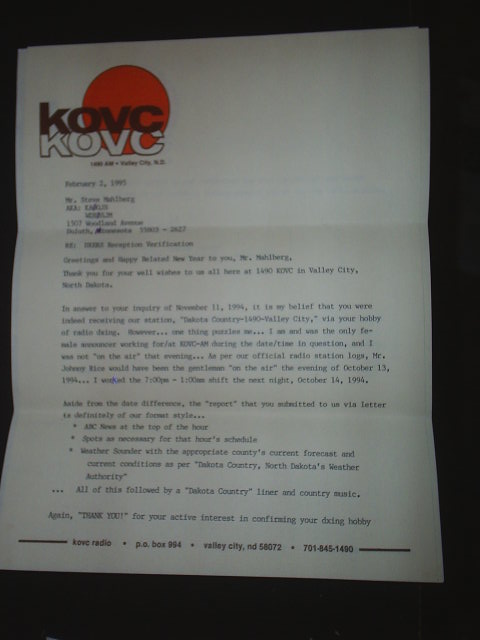 KOVC
KOVC
1490 AM • Valley City, N.D.
February 2, 1995
Mr. Steve Mahlberg
AKA:
1507 Woodland Avenue
Duluth, Minnesota 55803 - 2627
RE: Reception Verification
Greetings and Happy Belated New Year to you, Mr. Mahlberg.
Thank you for your well wishes to us all here at 1490 KOVC in Valley City,
North Dakota.
In answer to your inquiry of November 11, 1994, it is my belief that you were
indeed receiving our station, "Dakota Country-1490-Valley City," via your hobby
of radio dxing. However... one thing puzzles me... I am and was the only fe-
male announcer working for/at KOVC-AM during the date/time in question, and I
was not "on the air" that evening... As per our official radio station logs, Mr.
Johnny Rice would have been the gentleman "on the air" the evening of October 13,
1994... I worked the 7:00pm - 1:00am shift the next night, October 14, 1994.
Aside from the date difference, the "report" that you submitted to us via letter
is definitely of our format style...
* ABC News at the top of the hour
* Spots as necessary for that hour's schedule
* Weather Sounder with the appropriate county's current forecast and
current conditions as per "Dakota Country, North Dakota's Weather
Authority"
... All of this followed by a "Dakota Country" liner and country music.
Again, "THANK YOU!" for your active interest in confirming your dxing hobby
kovc radio • p.o. box 994 • valley city, nd 58072 • 701-845-1490